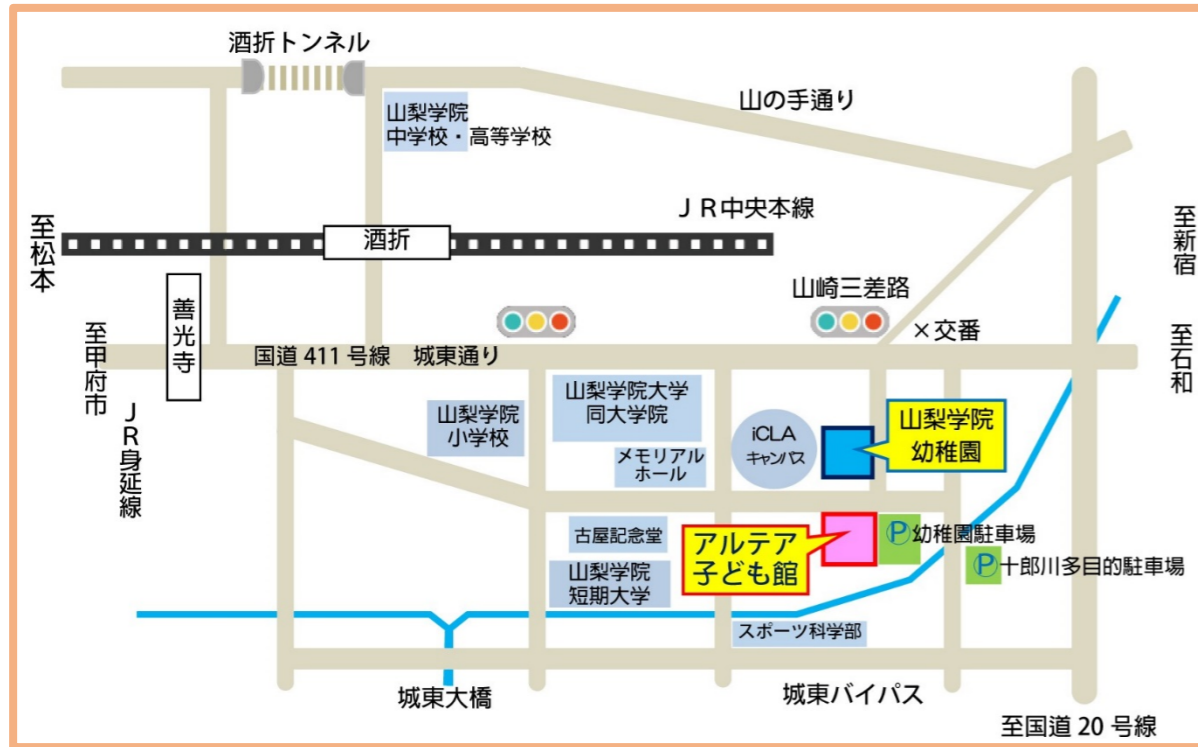 酒折トンネル
山の手通り
山梨学院
中学校・高等学校
ＪＲ中央本線
至松本
酒折
至新宿
善光寺
山崎三差路
×交番
至甲府市
国道 411 号線　城東通り
至石和
ＪＲ身延線
山梨学院
小学校
山梨学院大学
同大学院
メモリアル
ホール
iCLA
キャンパス
山梨学院
幼稚園
古屋記念堂
山梨学院
短期大学
アルテア
子ども館
Ⓟ幼稚園駐車場
Ⓟ十郎川多目的駐車場
スポーツ科学部
城東大橋
城東バイパス
至国道 20 号線